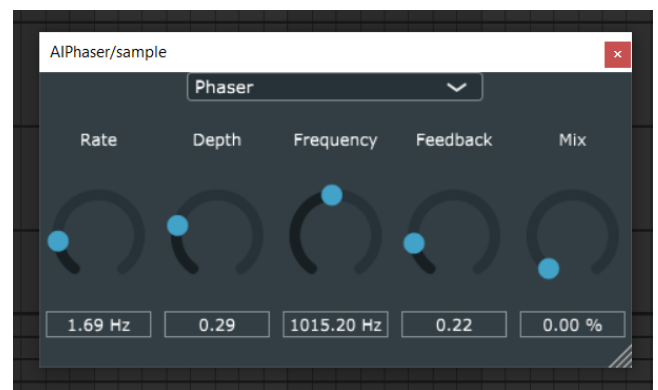 AIPhaser/sample
Phaser
Rate Depth Frequency Feedback Mix
1.69 Hz 0.29 1015.20 Hz 0.22 0.00 %